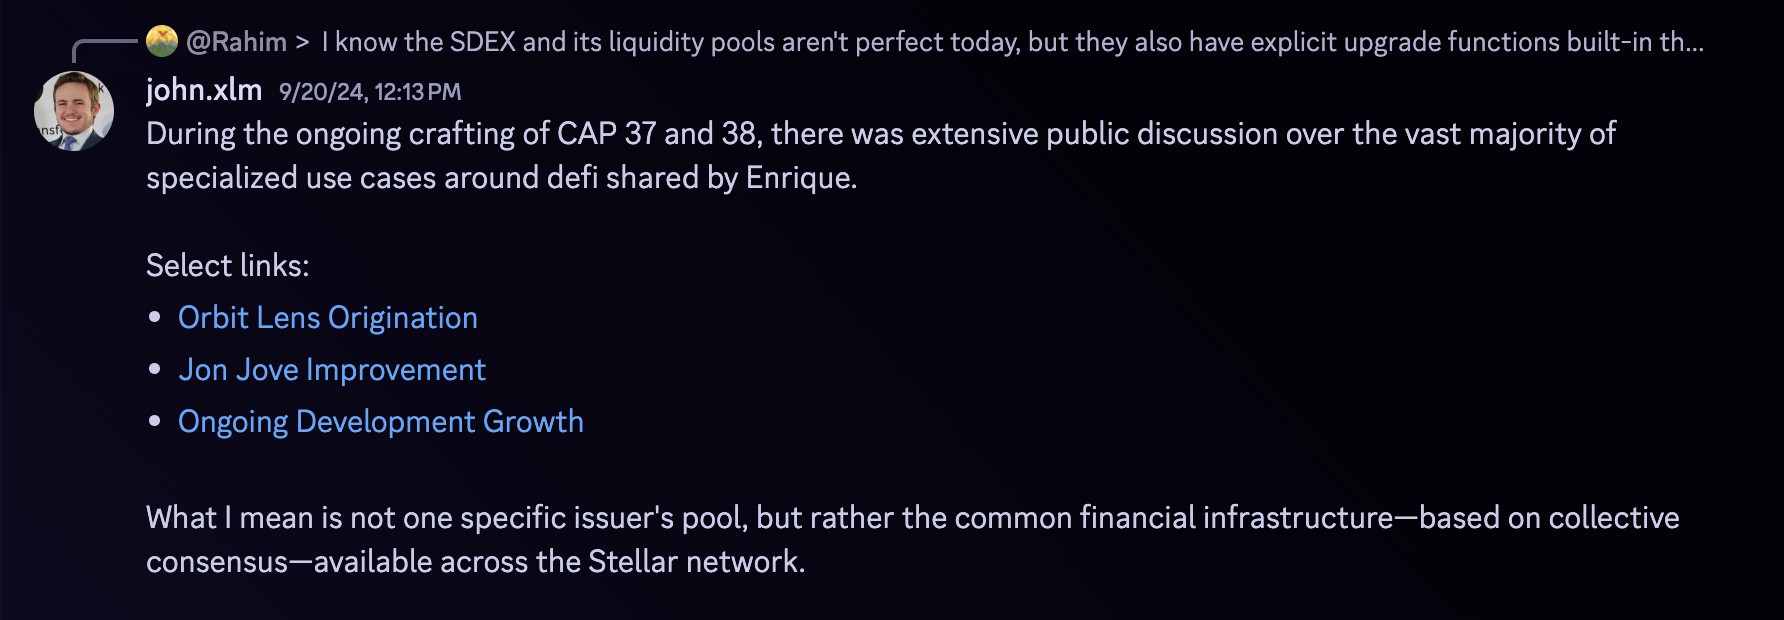 @Rahim > I know the SDEX and its liquidity pools aren't perfect today, but they also have explicit upgrade functions built-in th...
john.xlm 9/20/24, 12:13 PM
During the ongoing crafting of CAP 37 and 38, there was extensive public discussion over the vast majority of
specialized use cases around defi shared by Enrique.
Select links:
• Orbit Lens Origination
• Jon Jove Improvement
• Ongoing Development Growth
What I mean is not one specific issuer's pool, but rather the common financial infrastructure—based on collective
consensus—available across the Stellar network.